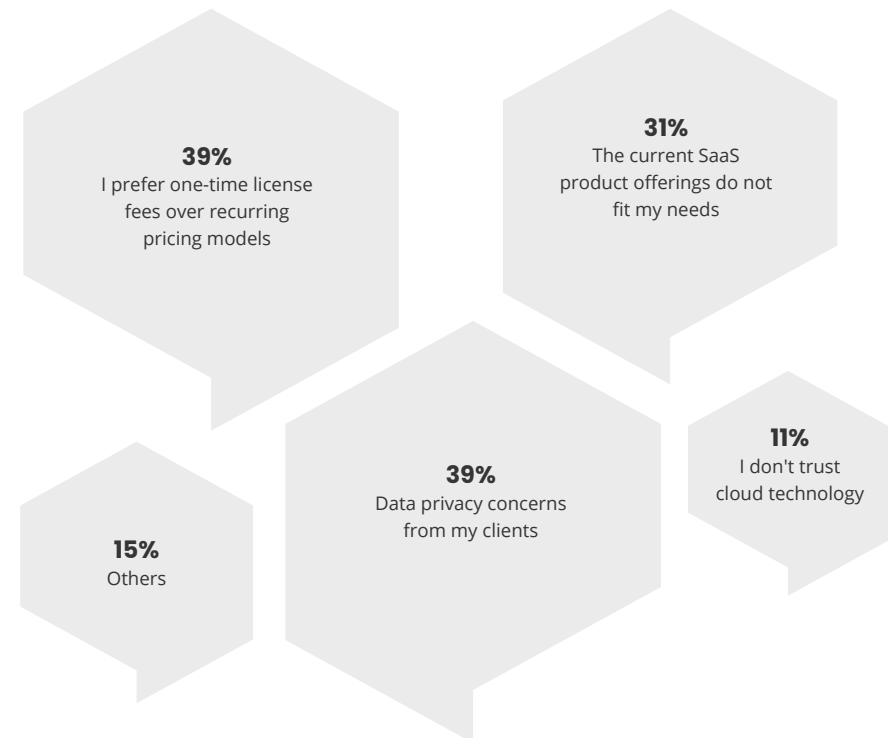 39%
I prefer one-time license
fees over recurring
pricing models
31%
The current SaaS
product offerings do not
fit my needs
39%
Data privacy concerns
from my clients
11%
I don't trust
cloud technology
15%
Others